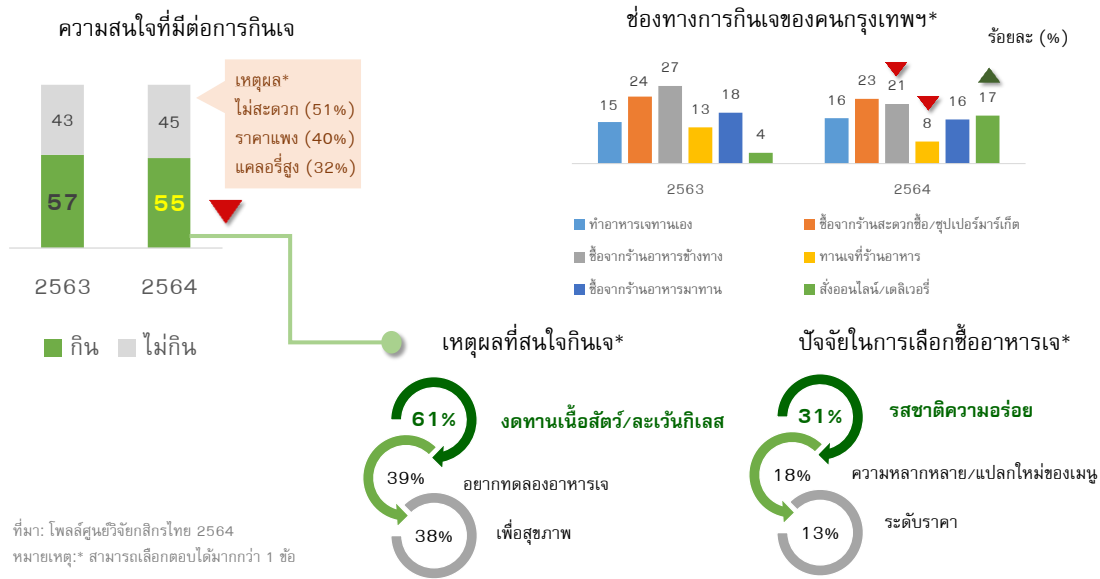 ความสนใจที่มีต่อการกินเจ
43
45
57
55
2563
2564
กิน
ไม่กิน
เหตุผล*
ไม่สะดวก (51%)
ราคาแพง (40%)
แคลอรี่สูง (32%)
ช่องทางการกินเจของคนกรุงเทพฯ*
ร้อยละ (%)
15
24
27
13
18
4
16
23
21
8
16
17
2563
2564
ทำอาหารเจทานเอง
ซื้อจากร้านสะดวกซื้อ/ซุปเปอร์มาร์เก็ต
ซื้อจากร้านอาหารข้างทาง
ทานเจที่ร้านอาหาร
ซื้อจากร้านอาหารมาทาน
สั่งออนไลน์/เดลิเวอรี่
เหตุผลที่สนใจกินเจ*
61%
งดทานเนื้อสัตว์/ละเว้นกิเลส
39%
อยากทดลองอาหารเจ
38%
เพื่อสุขภาพ
ปัจจัยในการเลือกซื้ออาหารเจ*
31%
รสชาติความอร่อย
18%
ความหลากหลาย/แปลกใหม่ของเมนู
13%
ระดับราคา
ที่มา: โพลล์ศูนย์วิจัยกสิกรไทย 2564
หมายเหตุ:* สามารถเลือกตอบได้มากกว่า 1 ข้อ